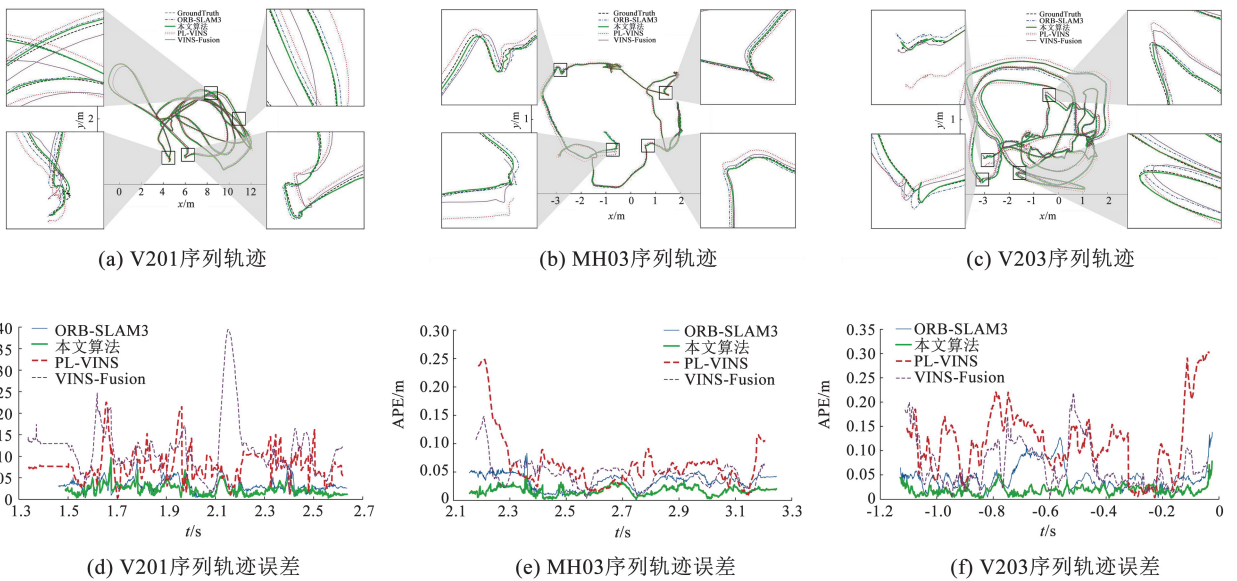 GroundTruth
ORB-SLAM3
本文算法
PL-VINS
VINS-Fusion
y/m
2
0 2 4 6 8 10 12
x/m
(a) V201序列轨迹
GroundTruth
ORB-SLAM3
本文算法
PL-VINS
VINS-Fusion
y/m
1
-3 -2 -1 0 1 2
x/m
(b) MH03序列轨迹
GroundTruth
ORB-SLAM3
本文算法
PL-VINS
VINS-Fusion
y/m
1
-3 -2 -1 0 1 2
x/m
(c) V203序列轨迹
40
35
30
25
20
15
10
05
0
ORB-SLAM3
本文算法
PL-VINS
VINS-Fusion
1.3 1.5 1.7 1.9 2.1 2.3 2.5 2.7
t/s
(d) V201序列轨迹误差
APE/m
0.30
0.25
0.20
0.15
0.10
0.05
0
ORB-SLAM3
本文算法
PL-VINS
VINS-Fusion
2.15 2.3 2.5 2.7 2.9 3.1 3.3
t/s
(e) MH03序列轨迹误差
APE/m
0.35
0.30
0.25
0.20
0.15
0.10
0.05
0
ORB-SLAM3
本文算法
PL-VINS
VINS-Fusion
-1.2 -1.0 -0.8 -0.6 -0.4 -0.2 0
t/s
(f) V203序列轨迹误差